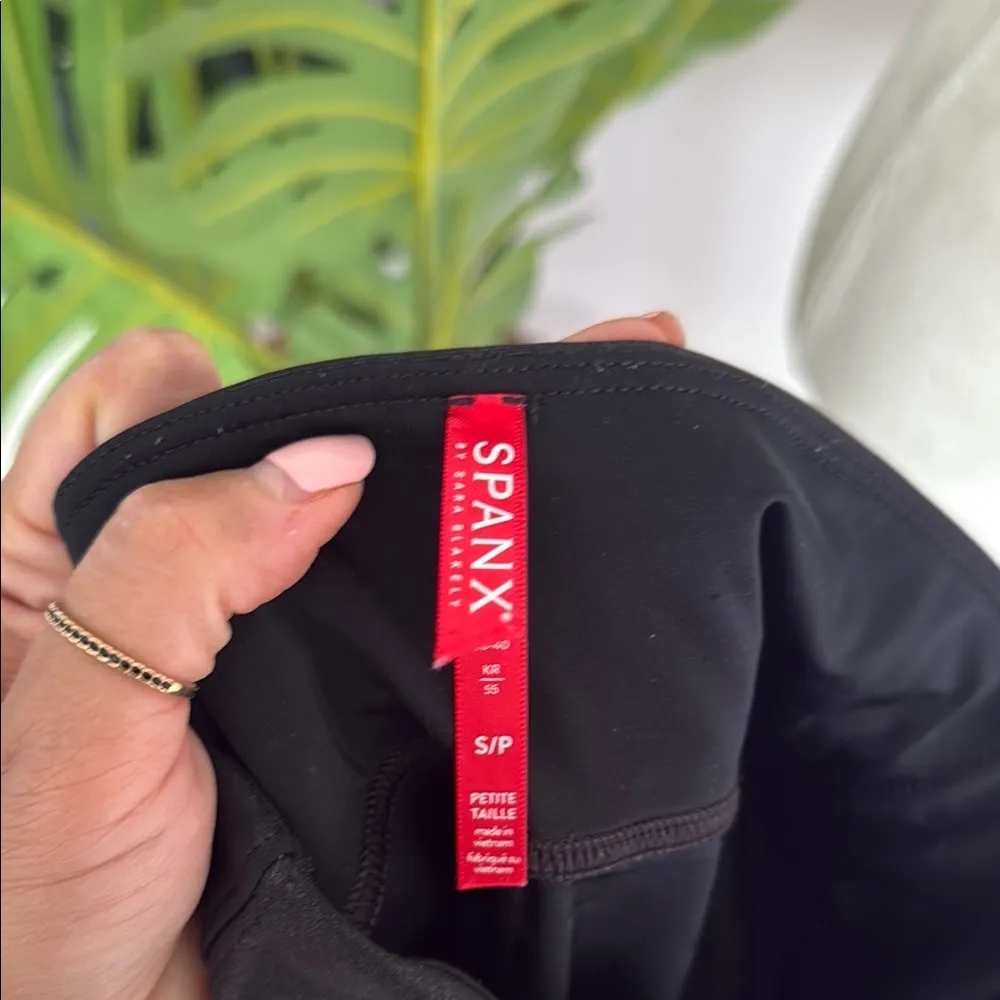 SPANX®
BY SARA BLAKELY
KR
55
S/P
PETITE
TAILLE
made in
vietnam
fabriqué au
vietnam